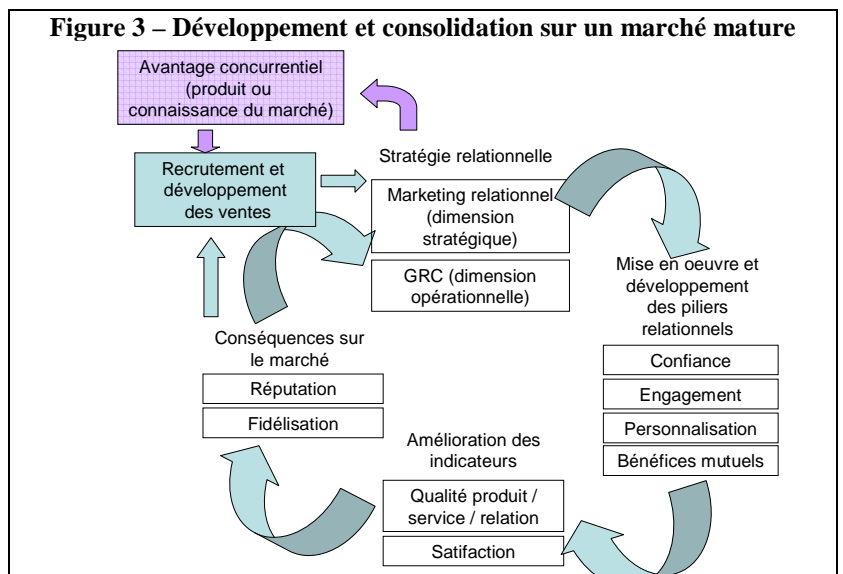 Figure 3 – Développement et consolidation sur un marché mature
Avantage concurrentiel
(produit ou
connaissance du marché)
Recrutement et
développement
des ventes
Stratégie relationnelle
Marketing relationnel
(dimension
stratégique)
GRC (dimension
opérationnelle)
Mise en oeuvre et
développement
des piliers
relationnels
Confiance
Engagement
Personnalisation
Bénéfices mutuels
Amélioration des
indicateurs
Qualité produit /
service / relation
Satifaction
Conséquences sur
le marché
Réputation
Fidélisation